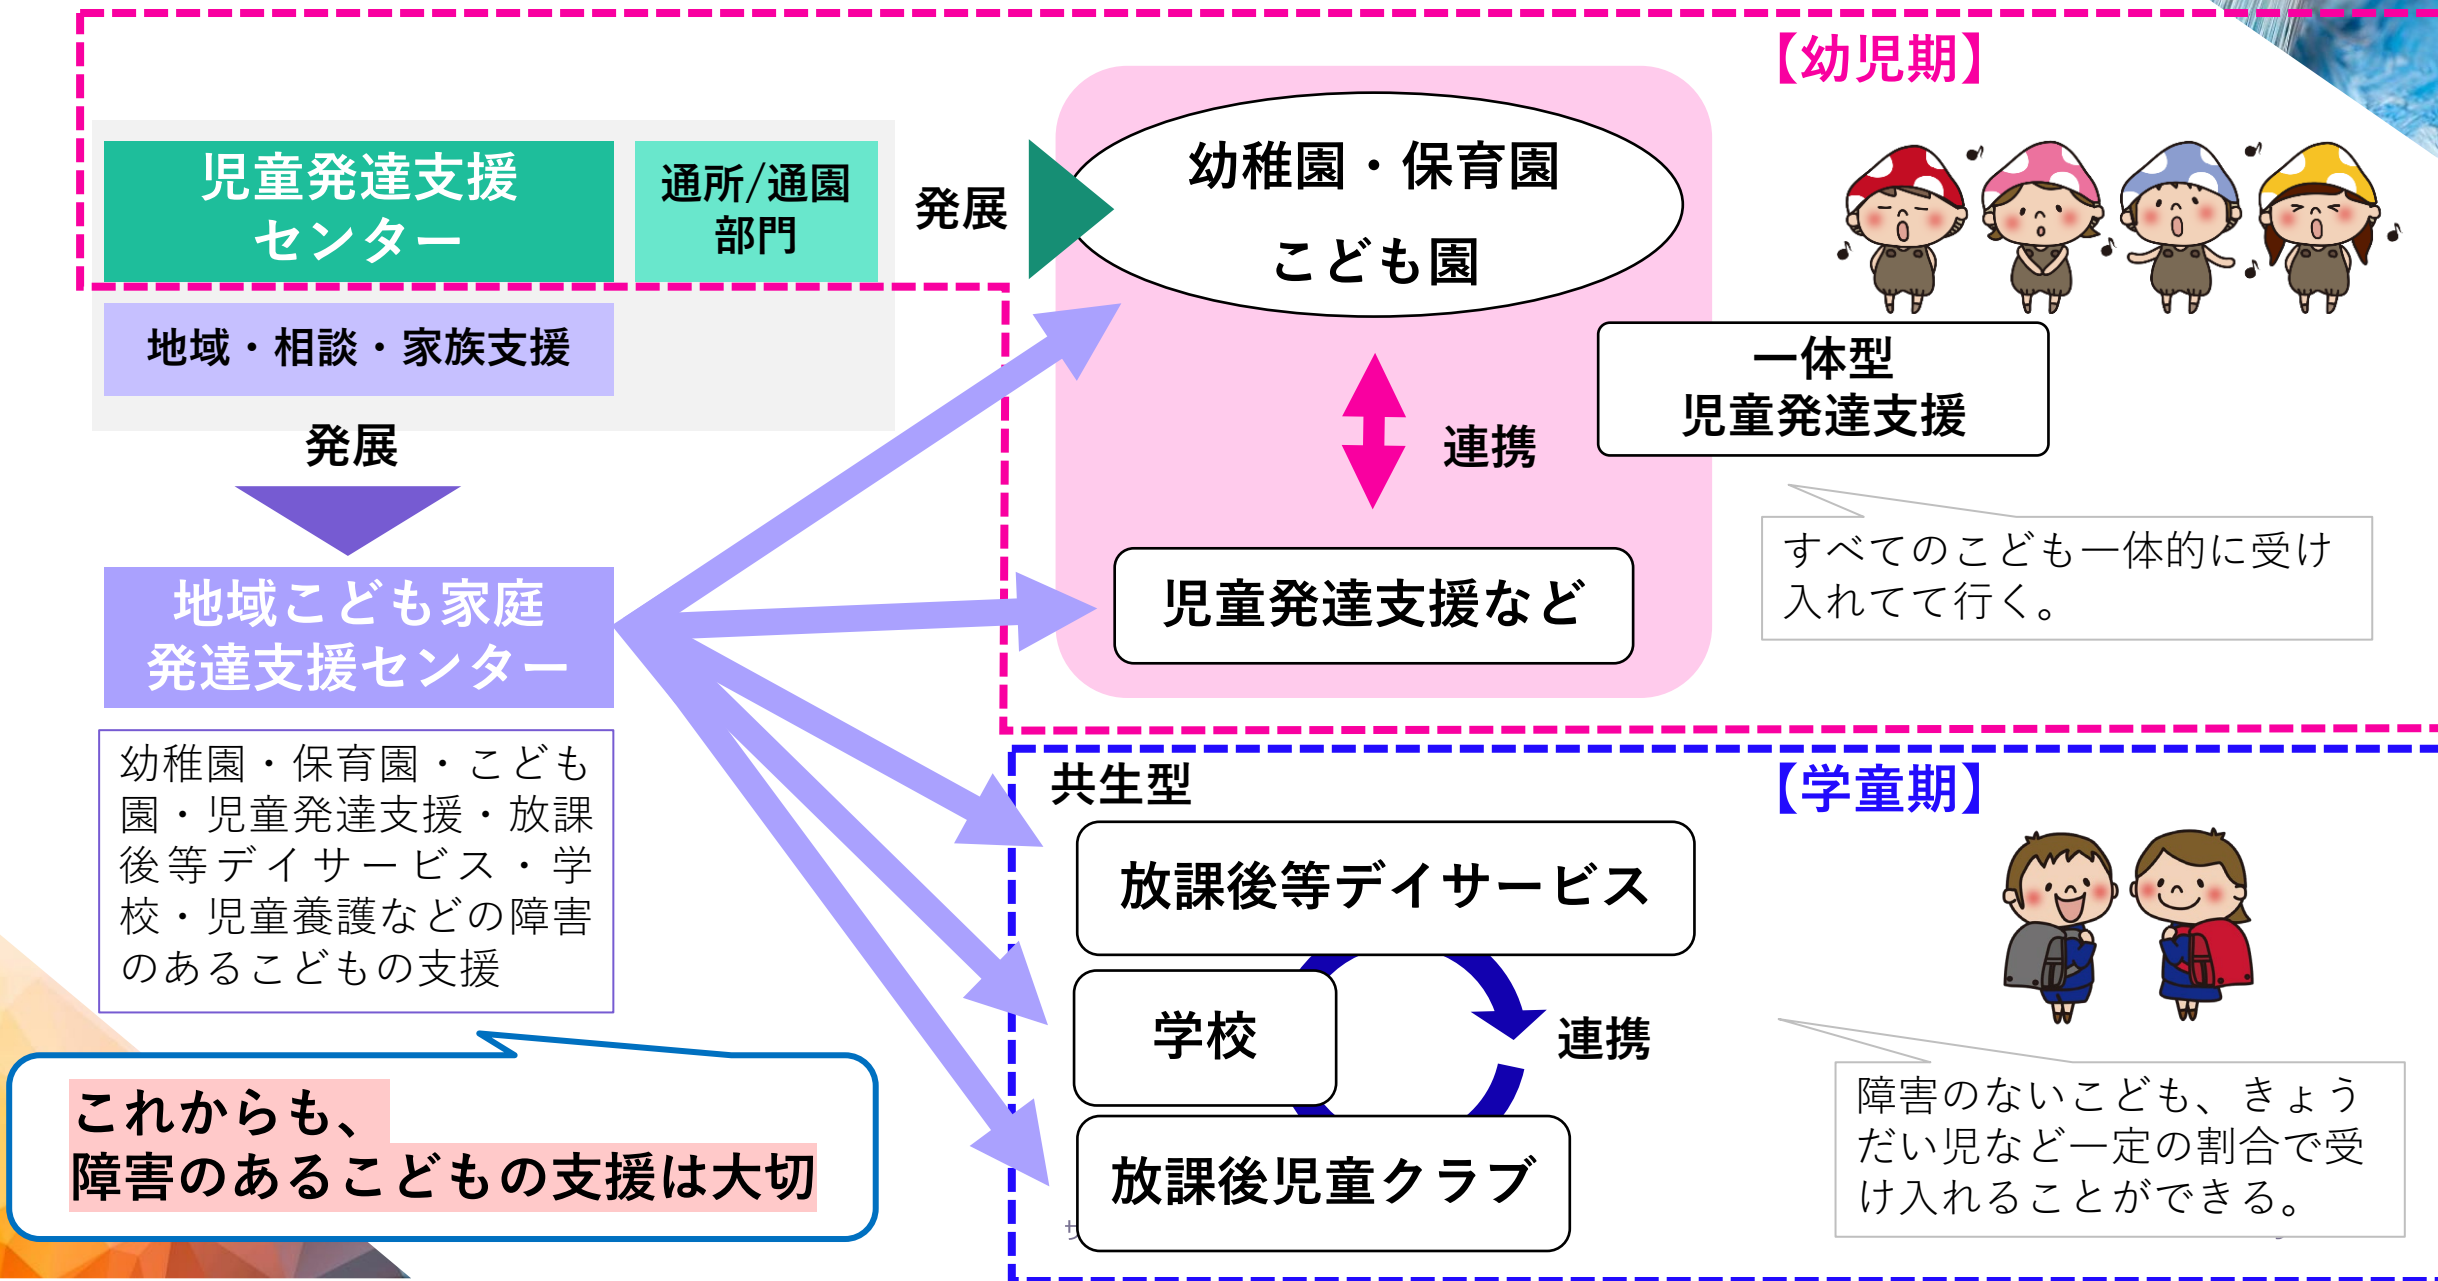 【幼児期】
児童発達支援
センター
通所/通園
部門
発展
幼稚園・保育園
こども園
地域・相談・家族支援
一体型
児童発達支援
連携
発展
すべてのこども一体的に受け
入れてて行く。
児童発達支援など
地域こども家庭
発達支援センター
幼稚園・保育園・こども
園・児童発達支援・放課
後等デイサービス・学
校・児童養護などの障害
のあるこどもの支援
これからも、
障害のあるこどもの支援は大切
共生型
【学童期】
放課後等デイサービス
学校
連携
放課後児童クラブ
障害のないこども、きょう
だい児など一定の割合で受
け入れることができる。